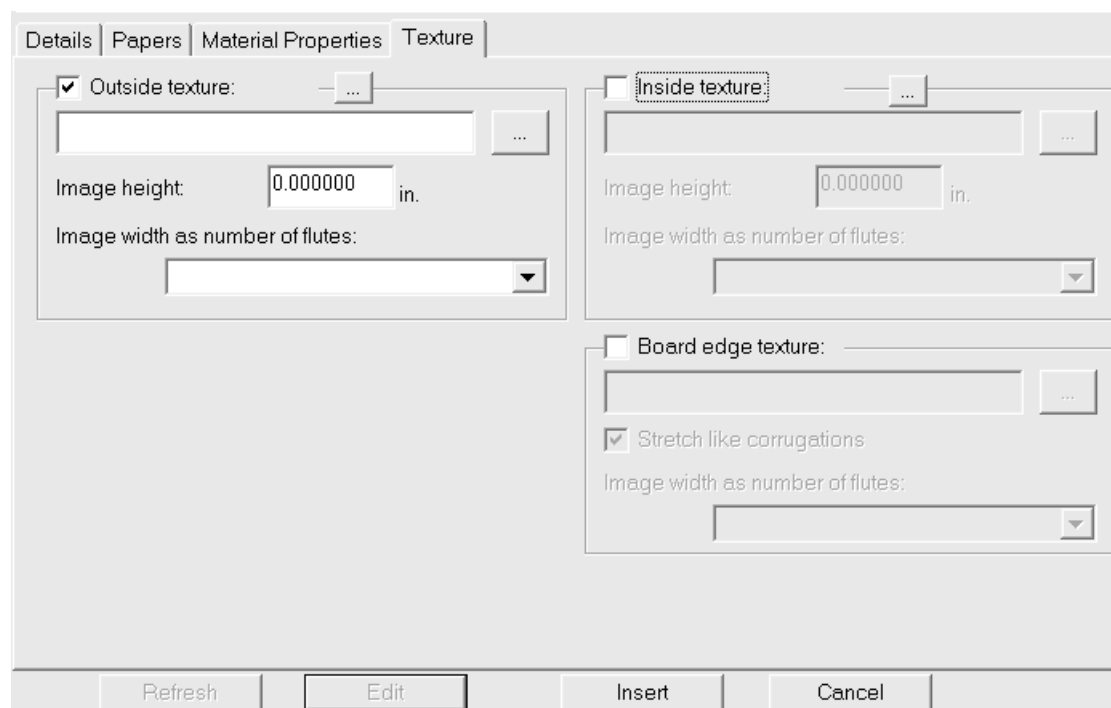 Details Papers Material Properties Texture
Outside texture: ...
...
Image height: 0.000000 in.
Image width as number of flutes:
Inside texture: ...
...
Image height: 0.000000 in.
Image width as number of flutes:
Board edge texture:
...
Stretch like corrugations
Image width as number of flutes:
Refresh Edit Insert Cancel